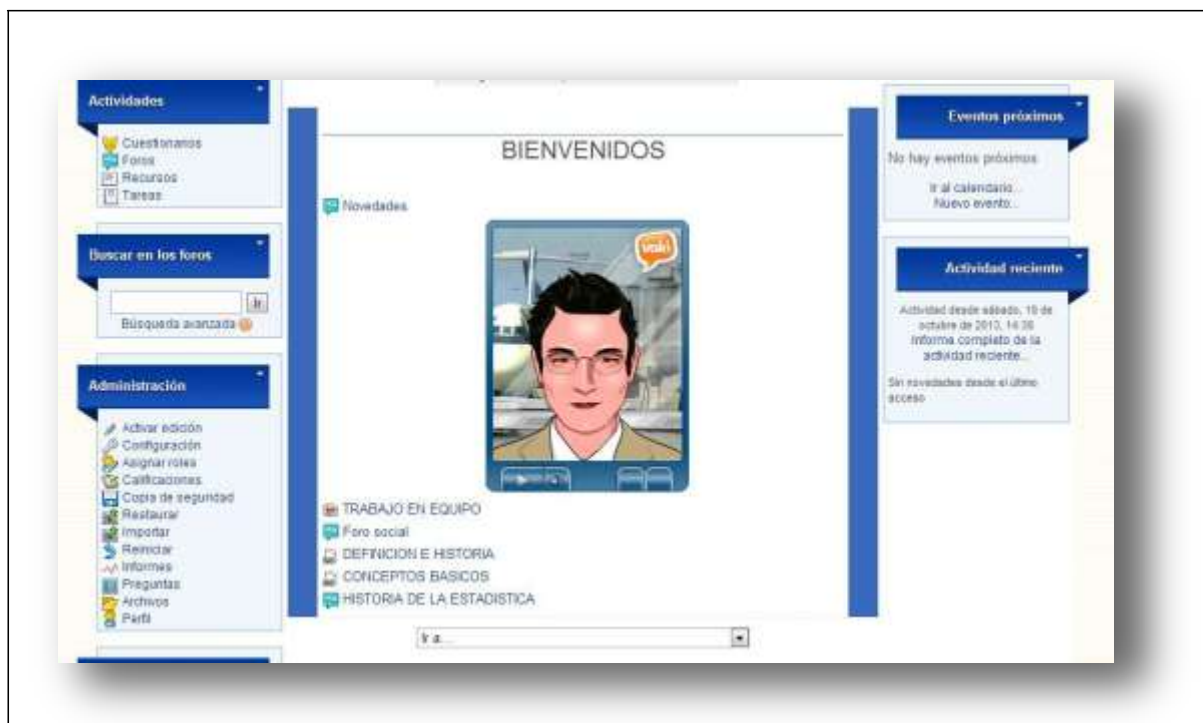 Actividades
Cuestionarios
Foros
Recursos
Tareas
Buscar en los foros
Ir
Búsqueda avanzada
Administración
Activar edición
Configuración
Asignar roles
Calificaciones
Copia de seguridad
Restaurar
Importar
Reiniciar
Informes
Preguntas
Archivos
Perfil
BIENVENIDOS
Novedades
voki
TRABAJO EN EQUIPO
Foro social
DEFINICION E HISTORIA
CONCEPTOS BASICOS
HISTORIA DE LA ESTADISTICA
Ir a...
Eventos próximos
No hay eventos próximos
Ir al calendario...
Nuevo evento...
Actividad reciente
Actividad desde sábado, 19 de
octubre de 2013, 14:38
Informe completo de la
actividad reciente...
Sin novedades desde el último
acceso